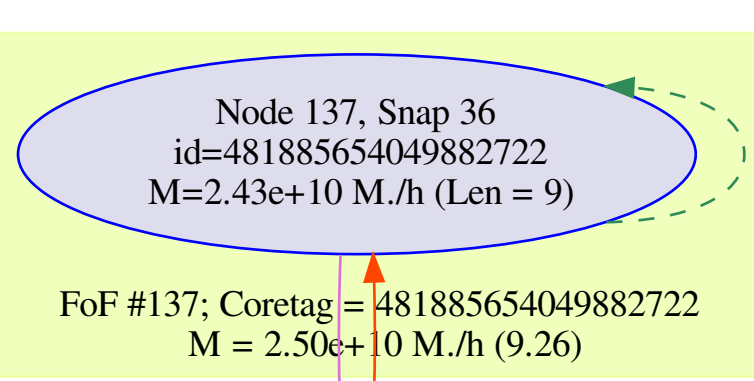 Node 137, Snap 36
id=481885654049882722
M=2.43e+10 M./h (Len = 9)
FoF #137; Coretag = 481885654049882722
M = 2.50e+10 M./h (9.26)